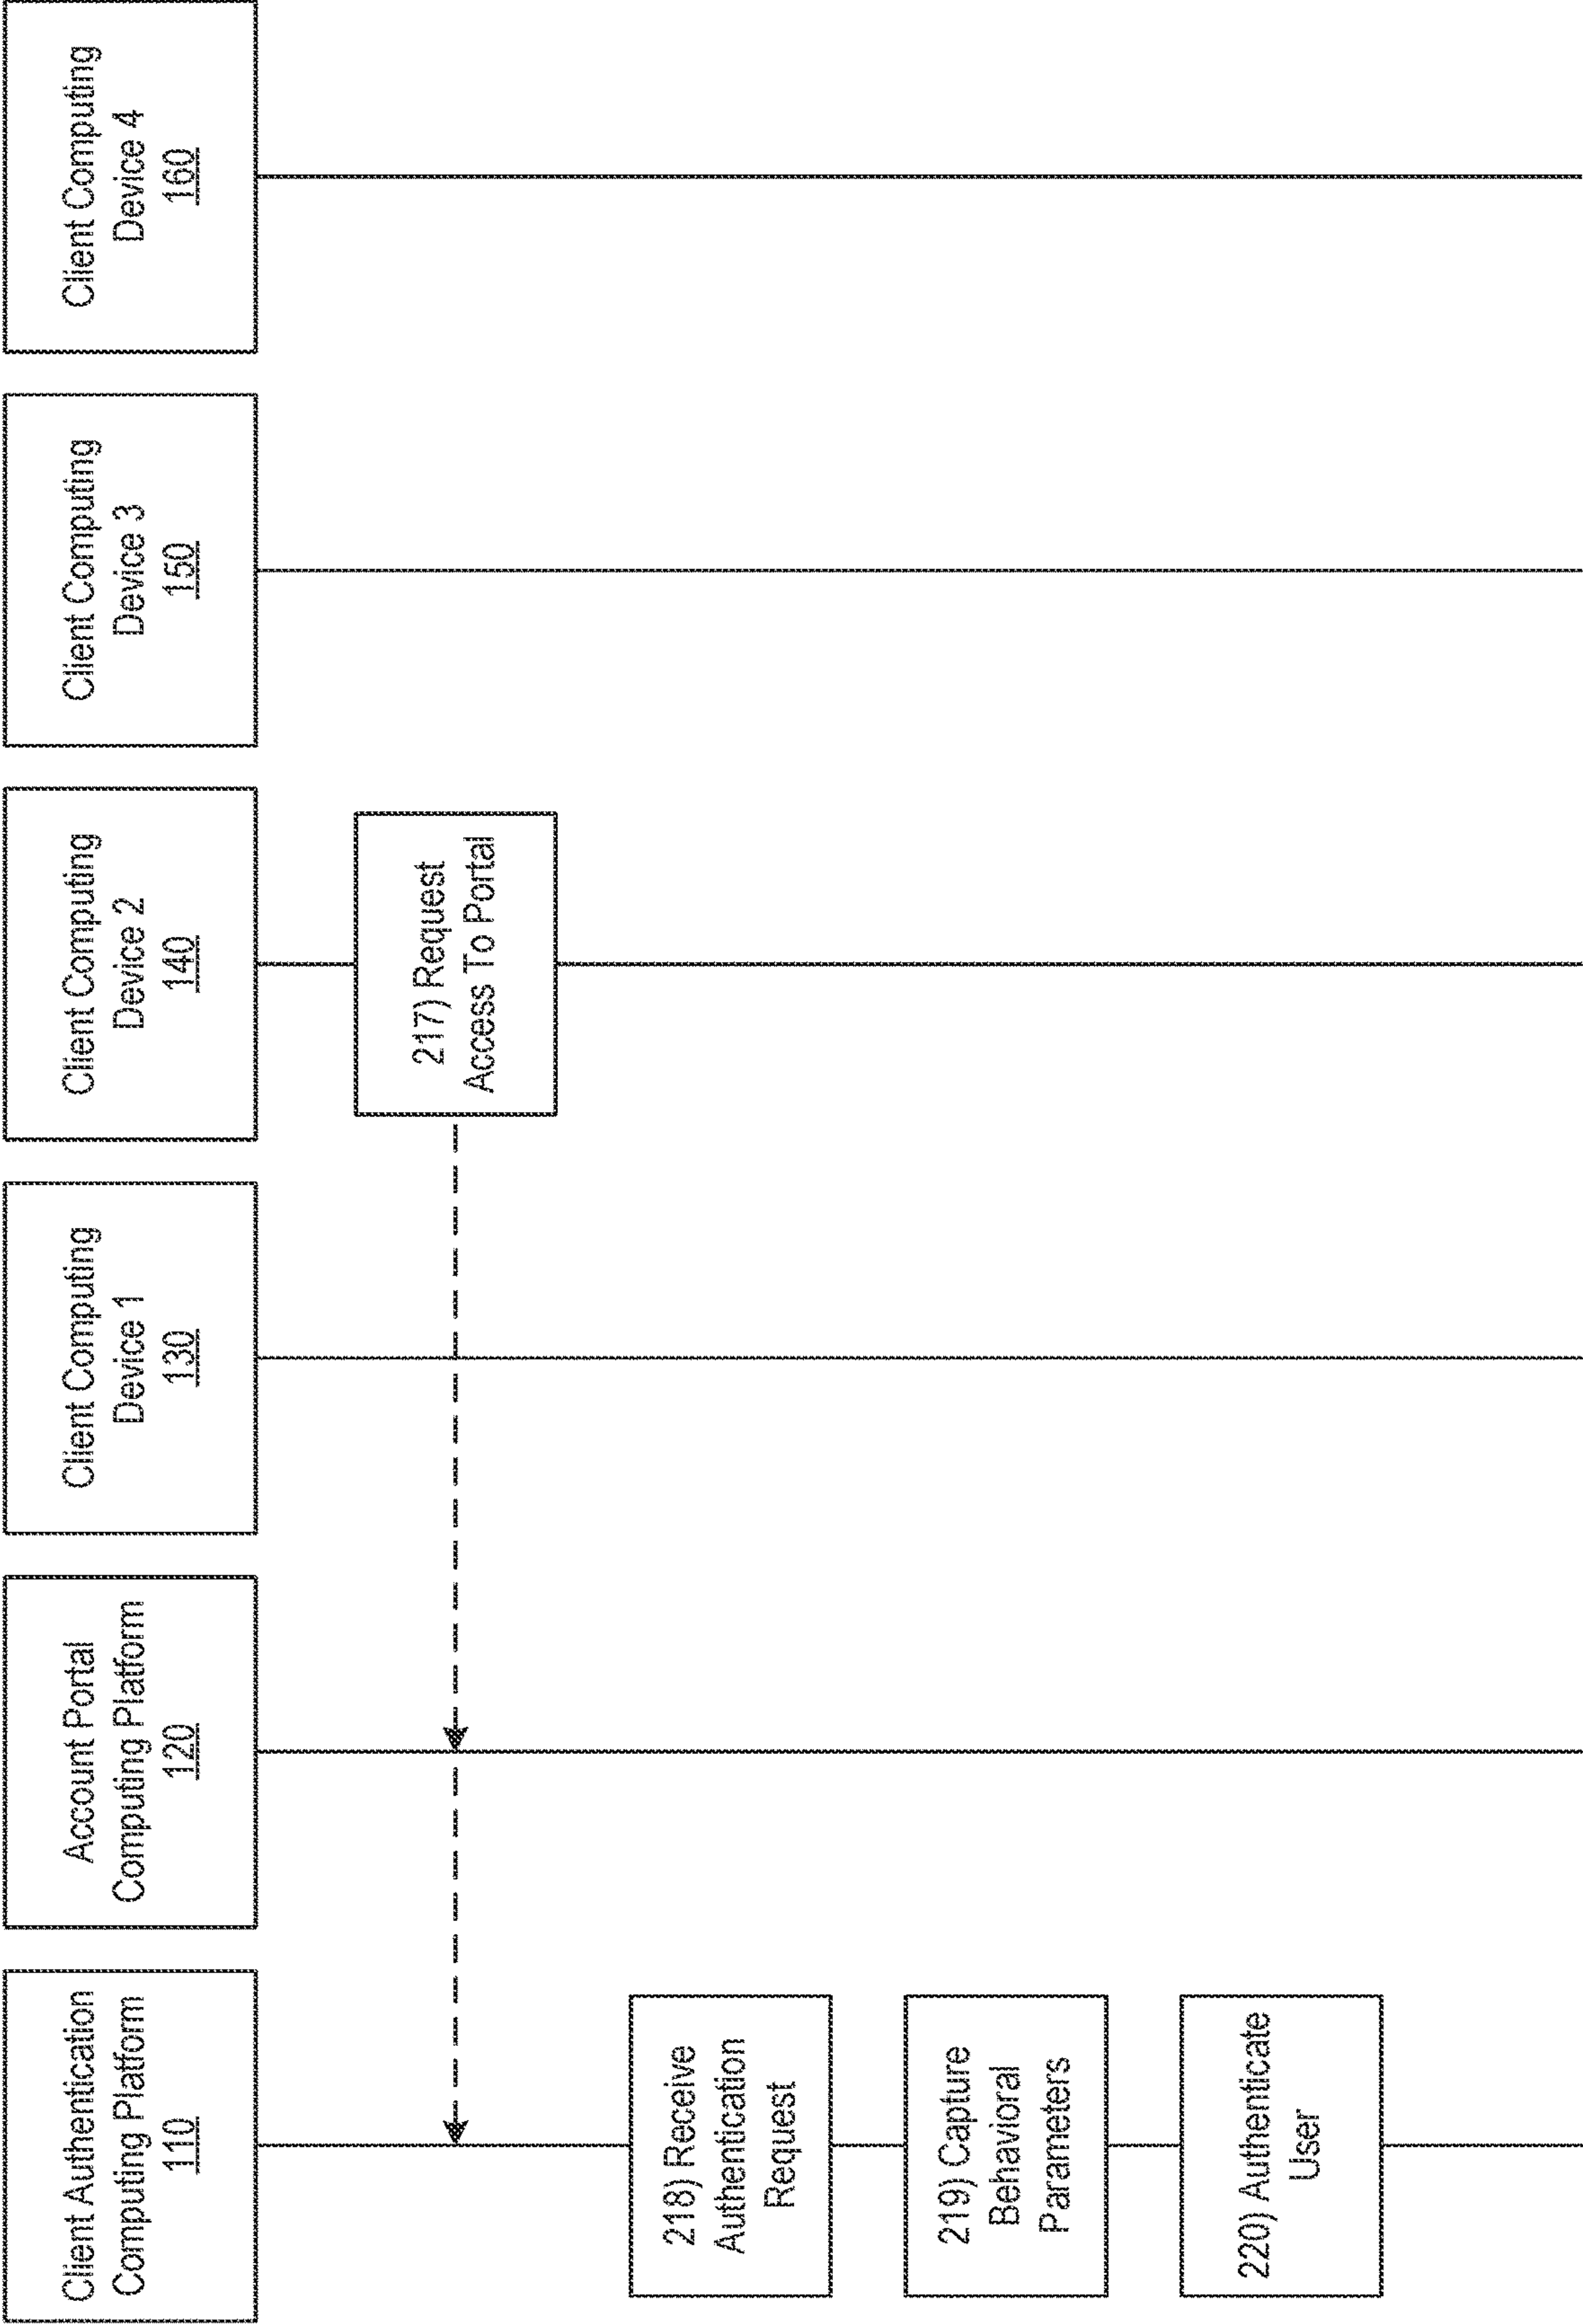 Client Authentication
Computing Platform
110
Account Portal
Computing Platform
120
Client Computing
Device 1
130
Client Computing
Device 2
140
Client Computing
Device 3
150
Client Computing
Device 4
160
217) Request
Access To Portal
218) Receive
Authentication
Request
219) Capture
Behavioral
Parameters
220) Authenticate
User